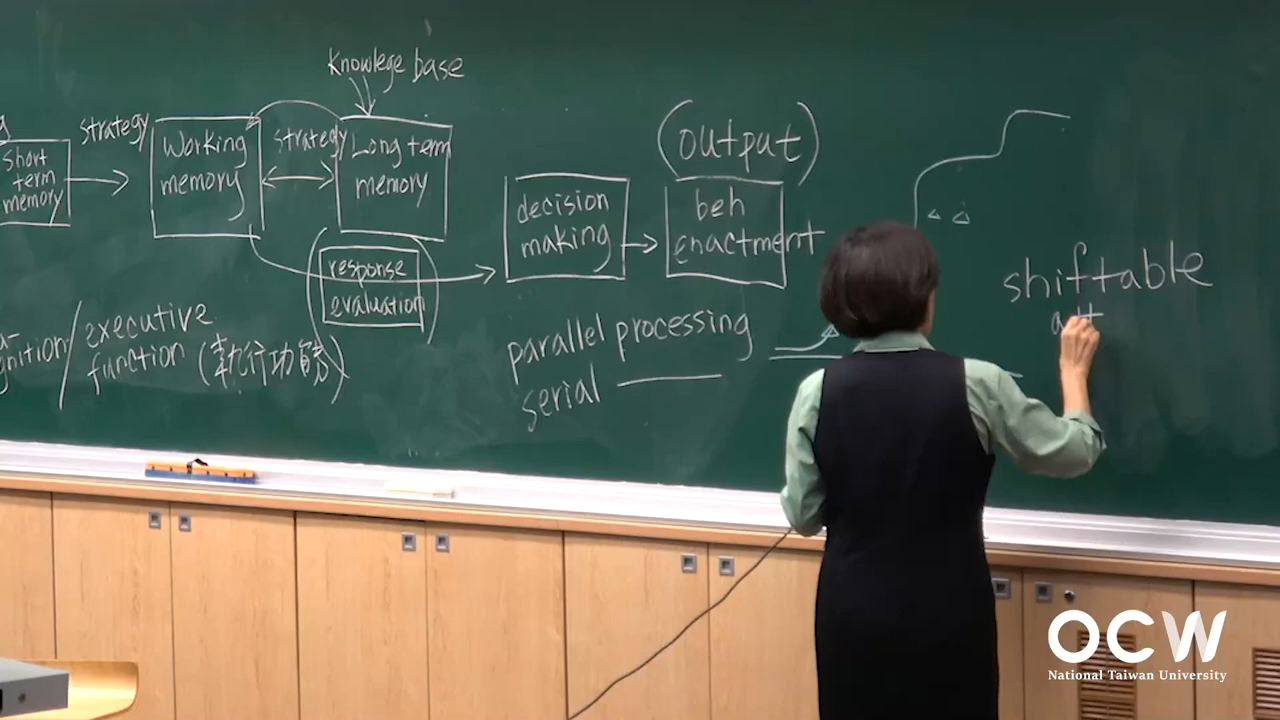 Knowlege base
strategy
Short
term
memory
Working
memory
strategy
Long term
memory
response
evaluation
decision
making
(output)
beh
enactment
executive
function (執行功能)
parallel processing
serial
shiftable
att
OCW
National Taiwan University